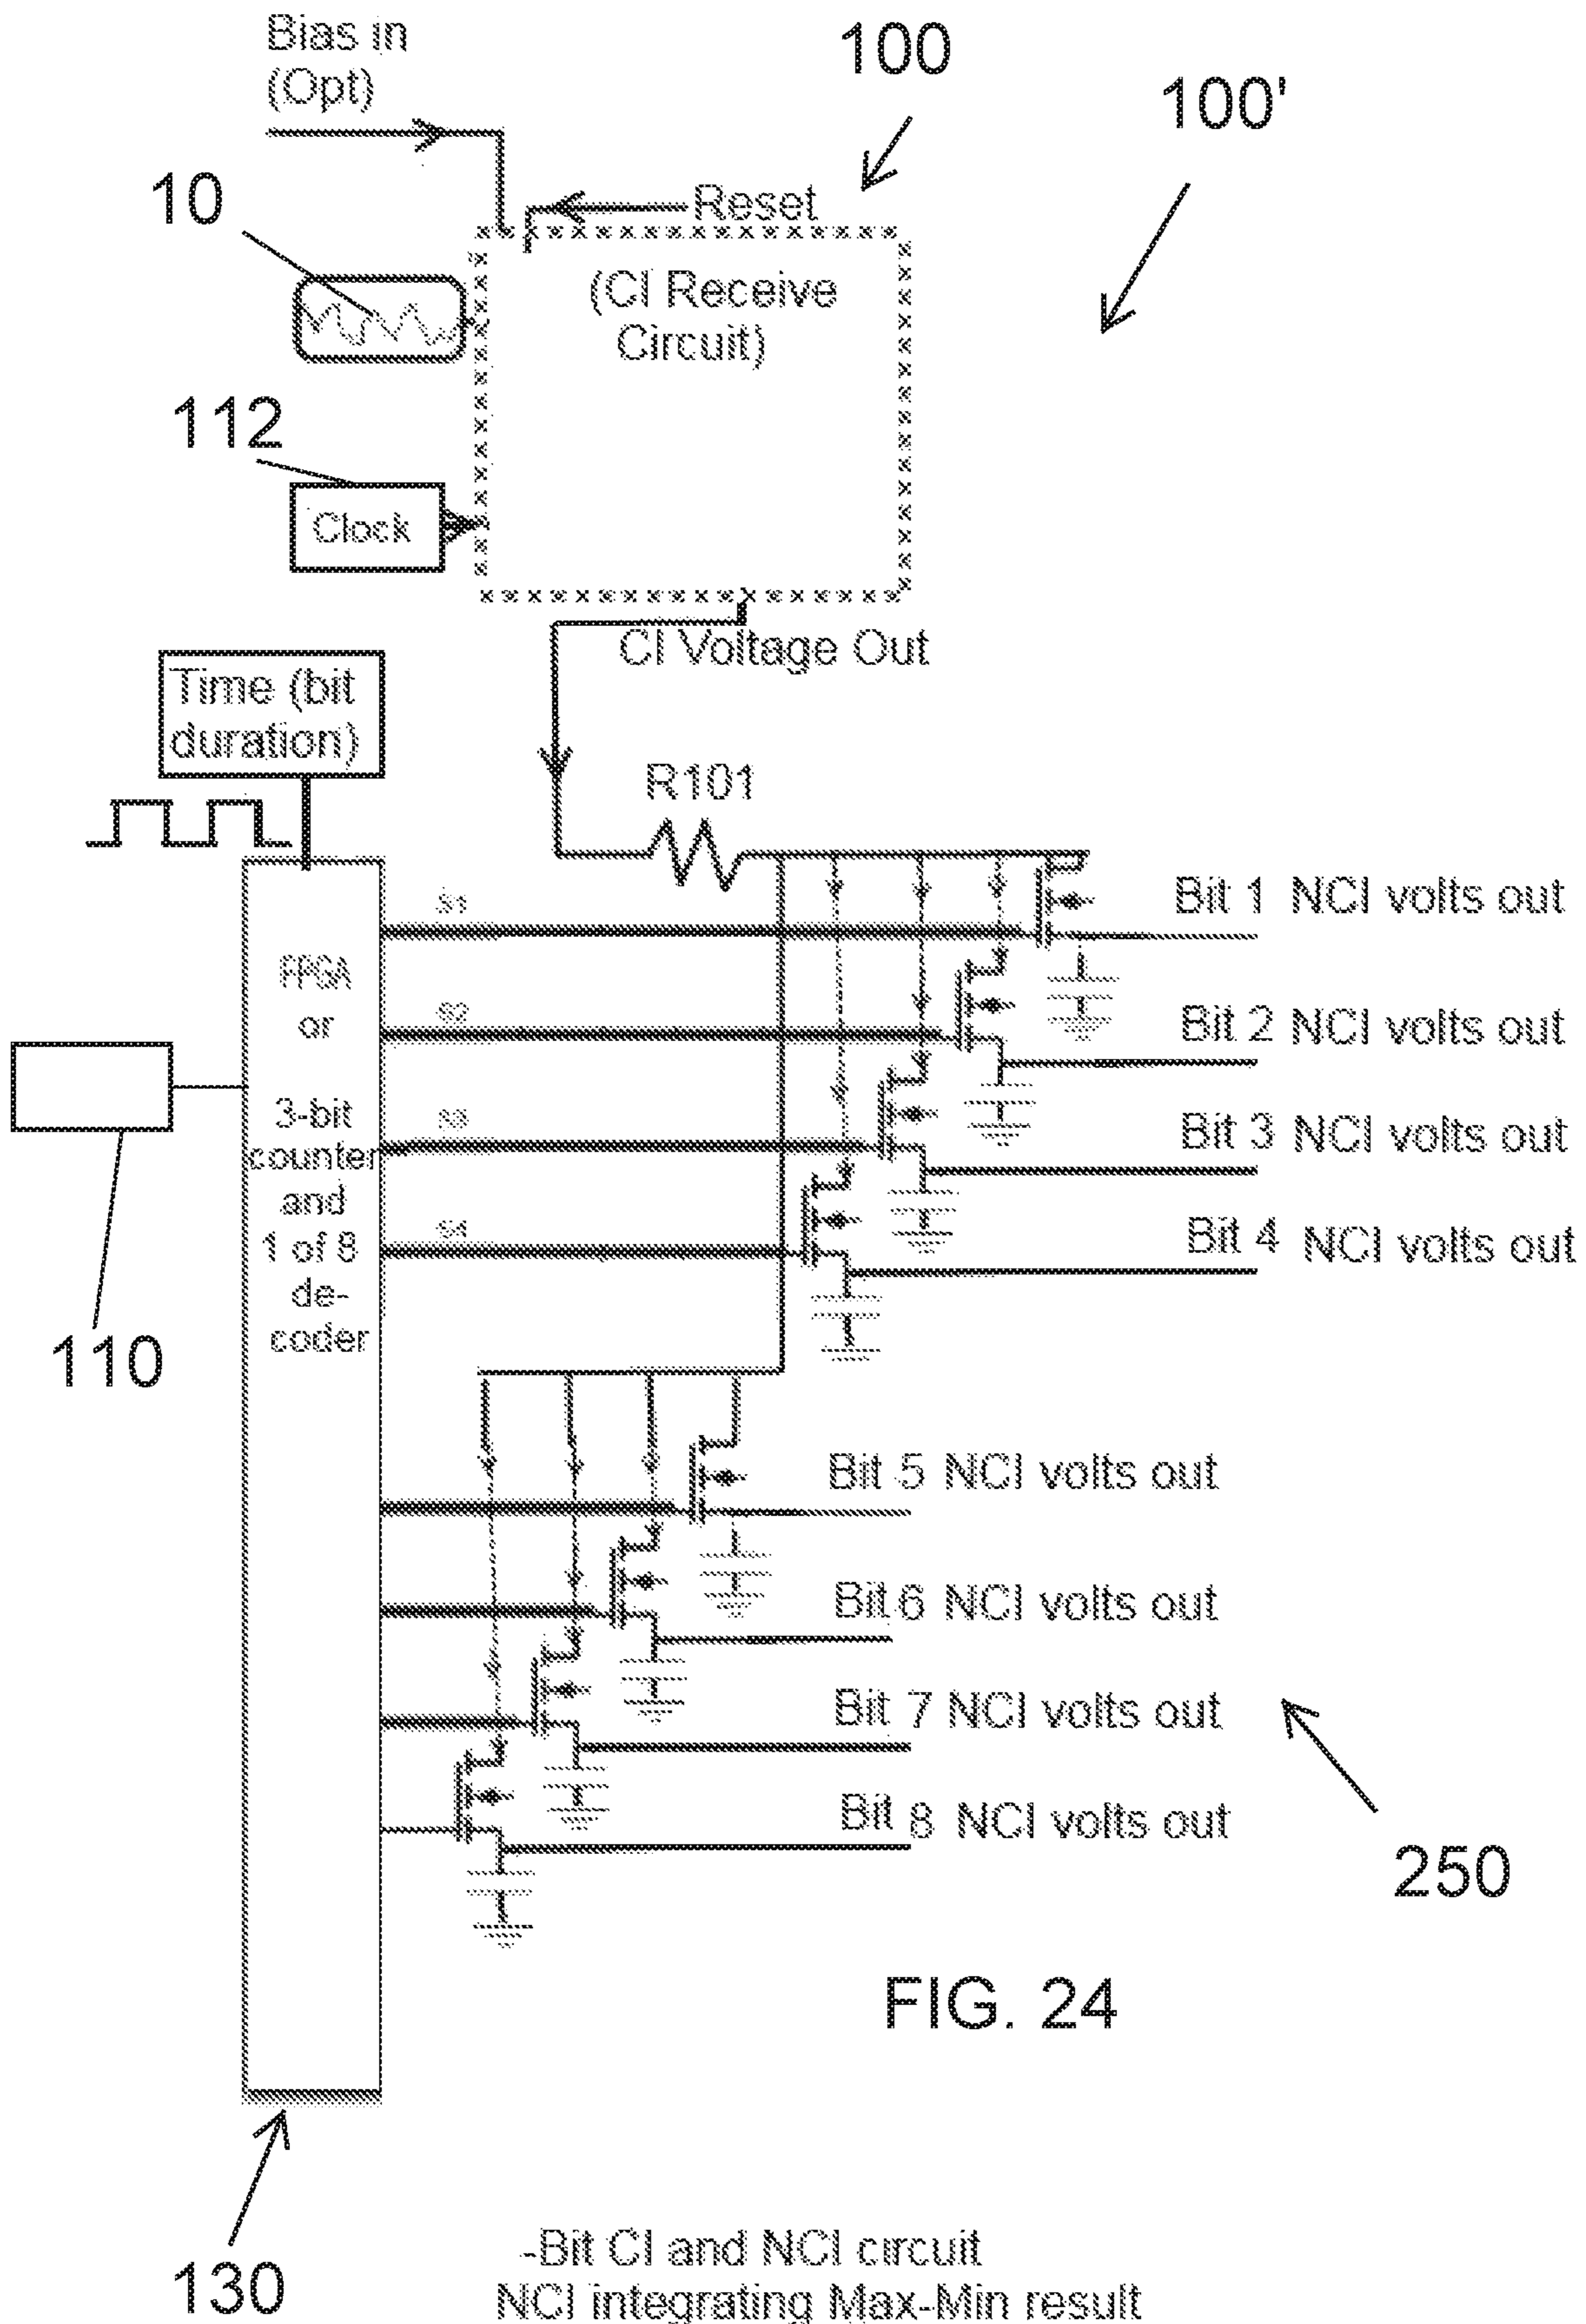 Bias in
(Opt)
100
100'
10
Reset
(CI Receive
Circuit)
112
Clock
CI Voltage Out
Time (bit
duration)
R101
S1
Bit 1 NCI volts out
FPGA
or
S2
Bit 2 NCI volts out
3-bit
counter
and
1 of 8
de-
coder
S3
Bit 3 NCI volts out
S4
Bit 4 NCI volts out
110
Bit 5 NCI volts out
Bit 6 NCI volts out
Bit 7 NCI volts out
Bit 8 NCI volts out
250
FIG. 24
130
-Bit CI and NCI circuit
NCI integrating Max-Min result